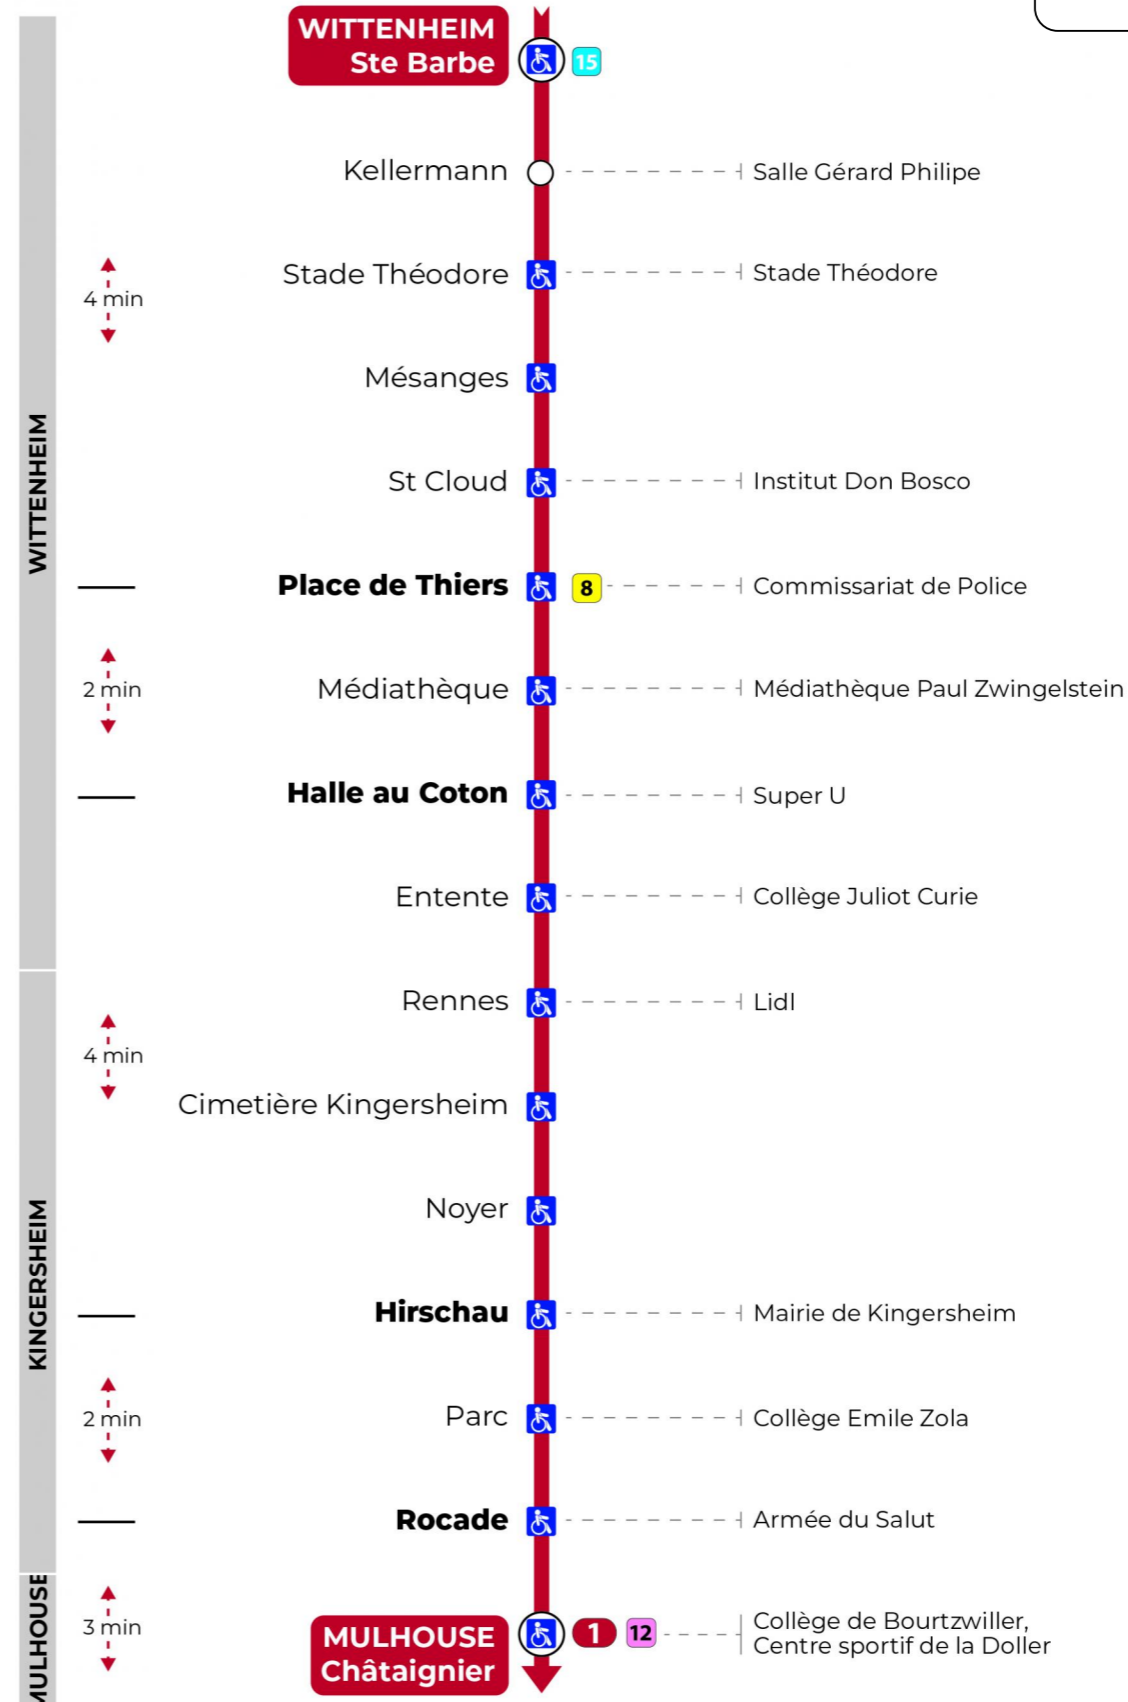 WITTENHEIM
Ste Barbe
15
Kellermann
Salle Gérard Philipe
Stade Théodore
Stade Théodore
4 min
Mésanges
WITTENHEIM
St Cloud
Institut Don Bosco
Place de Thiers
8
Commissariat de Police
2 min
Médiathèque
Médiathèque Paul Zwingelstein
Halle au Coton
Super U
Entente
Collège Juliot Curie
Rennes
Lidl
4 min
Cimetière Kingersheim
Noyer
KINGERSHEIM
Hirschau
Mairie de Kingersheim
2 min
Parc
Collège Emile Zola
Rocade
Armée du Salut
MULHOUSE
3 min
MULHOUSE
Châtaignier
1
12
Collège de Bourtzwiller,
Centre sportif de la Doller